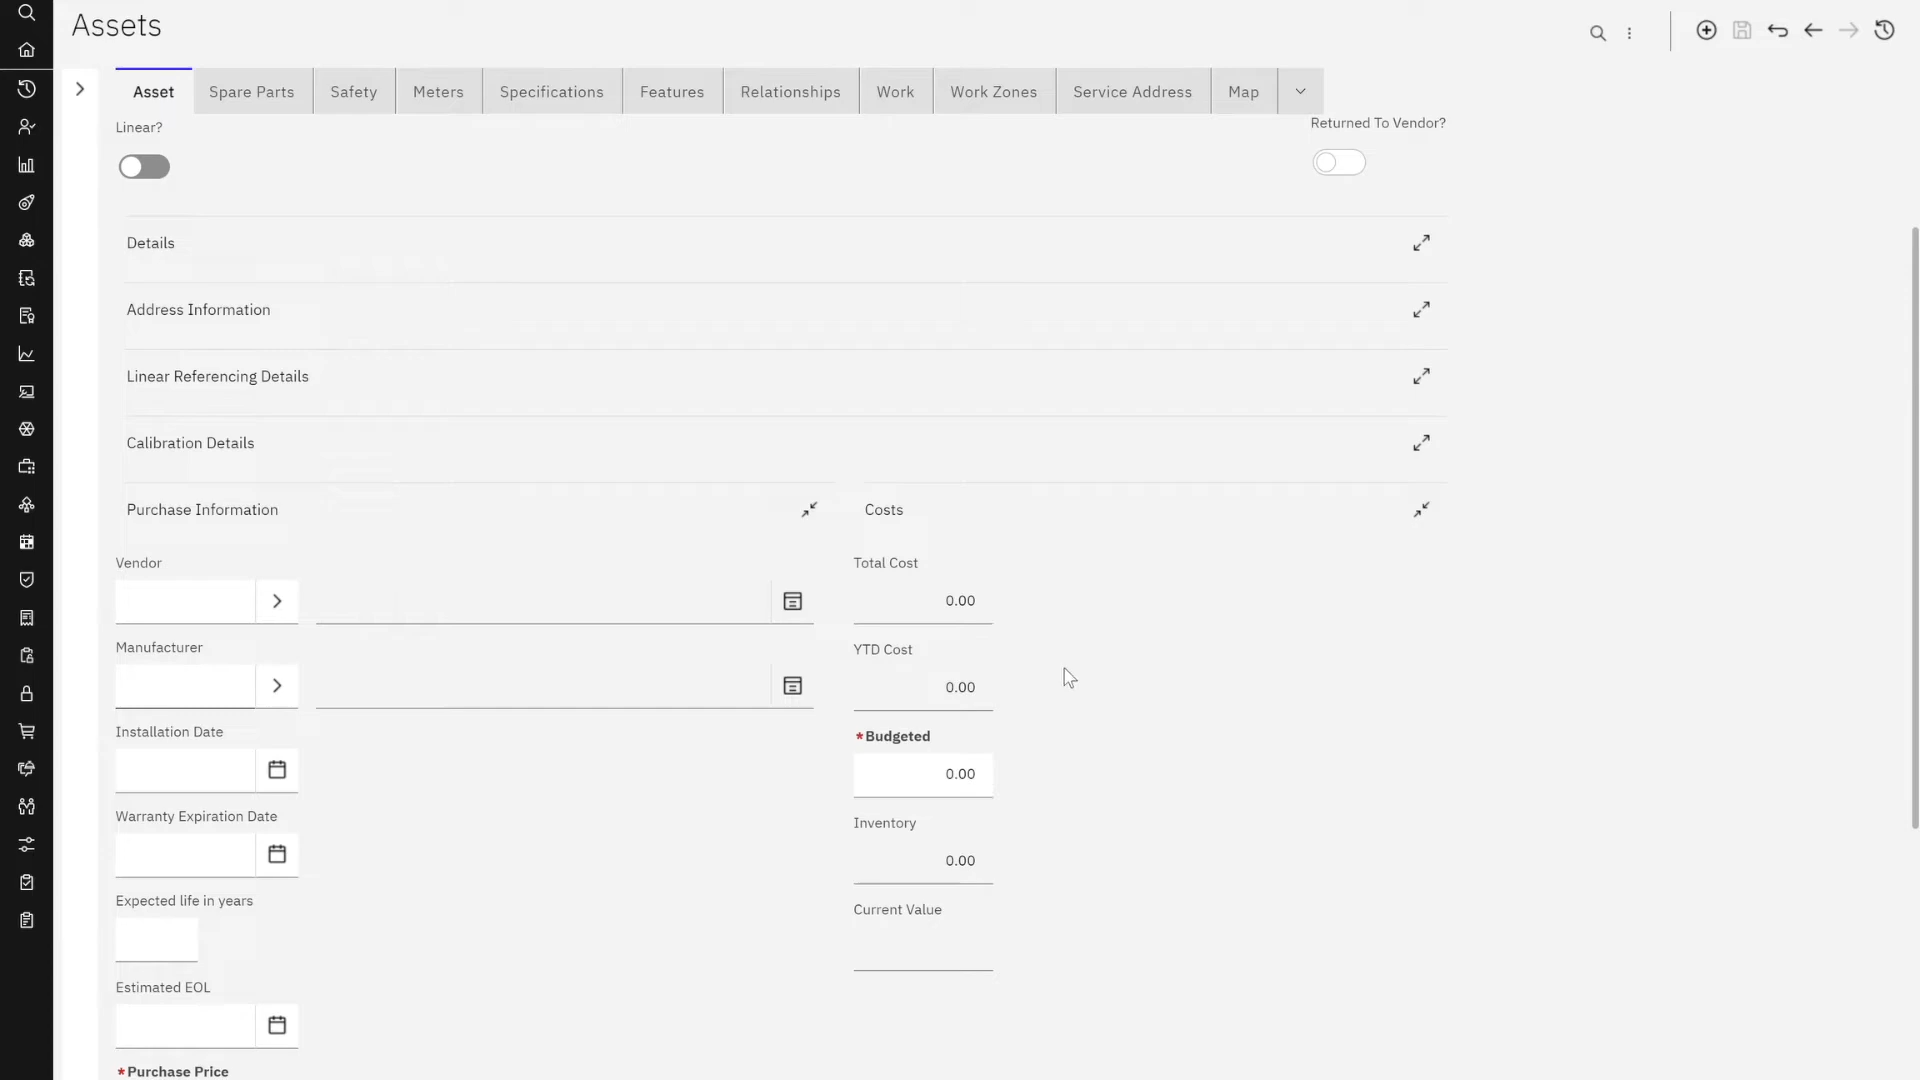 Assets
Asset Spare Parts Safety Meters Specifications Features Relationships Work Work Zones Service Address Map
Linear? Returned To Vendor?
Details
Address Information
Linear Referencing Details
Calibration Details
Purchase Information Costs
Vendor Total Cost
0.00
Manufacturer YTD Cost
0.00
Installation Date *Budgeted
0.00
Warranty Expiration Date Inventory
0.00
Expected life in years Current Value
Estimated EOL
*Purchase Price